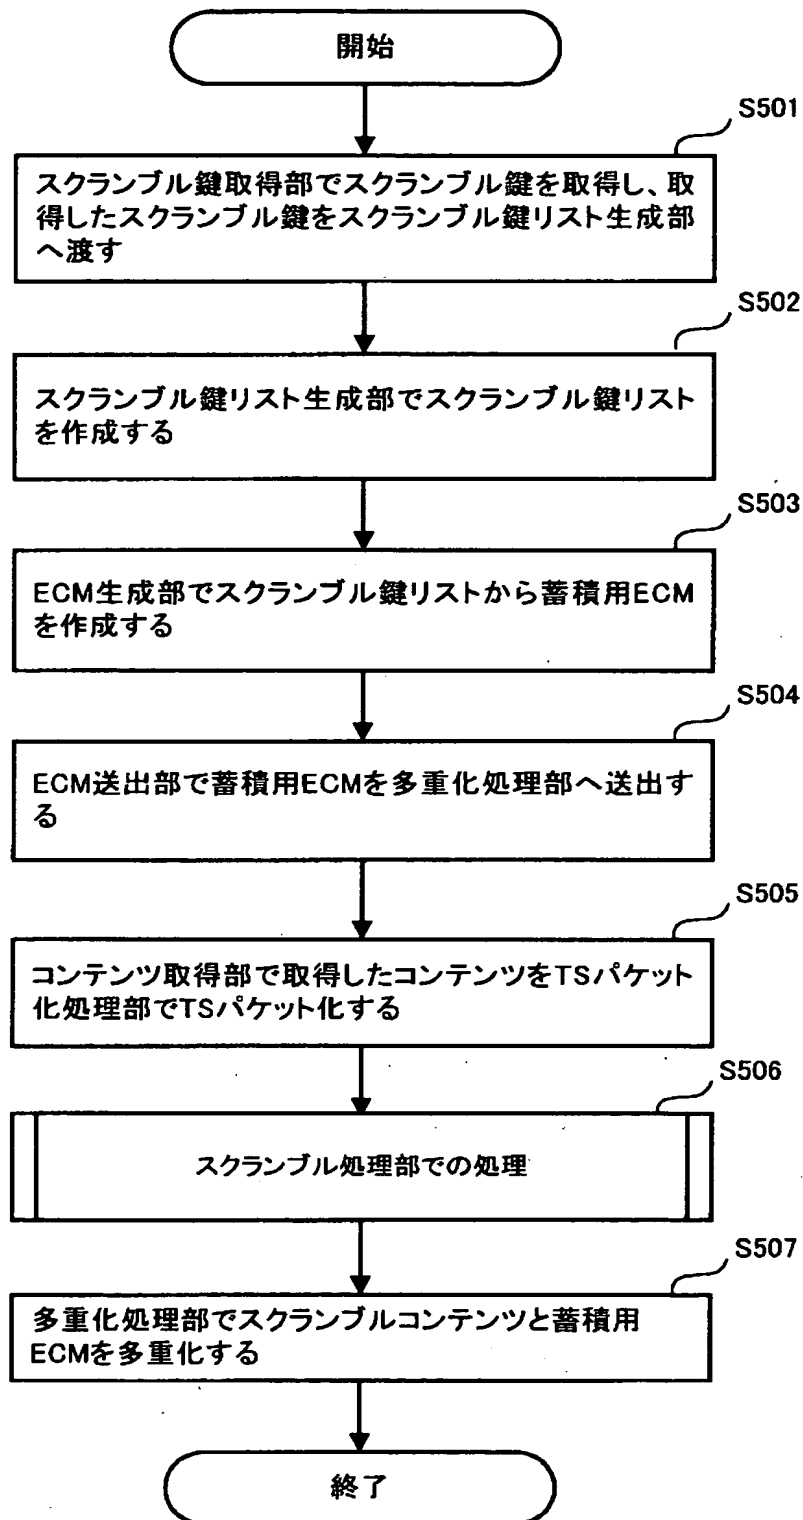 開始
S501
スクランブル鍵取得部でスクランブル鍵を取得し、取
得したスクランブル鍵をスクランブル鍵リスト生成部
へ渡す
S502
スクランブル鍵リスト生成部でスクランブル鍵リスト
を作成する
S503
ECM生成部でスクランブル鍵リストから蓄積用ECM
を作成する
S504
ECM送出部で蓄積用ECMを多重化処理部へ送出す
る
S505
コンテンツ取得部で取得したコンテンツをTSパケット
化処理部でTSパケット化する
S506
スクランブル処理部での処理
S507
多重化処理部でスクランブルコンテンツと蓄積用
ECMを多重化する
終了